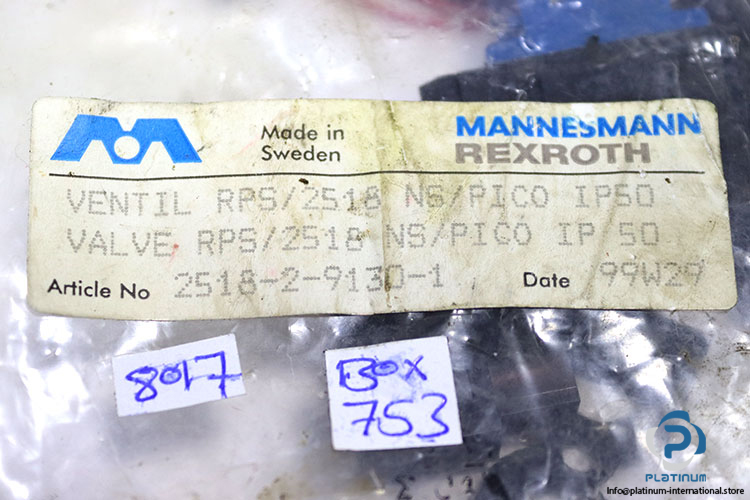 Made in
Sweden
MANNESMANN
REXROTH
VENTIL RPS/2518 NS/PICO IP50
VALVE RPS/2518 NS/PICO IP 50
Article No 2518-2-9130-1 Date 99W29
8017
BOX
753
PLATINUM
Info@platinum-international.store